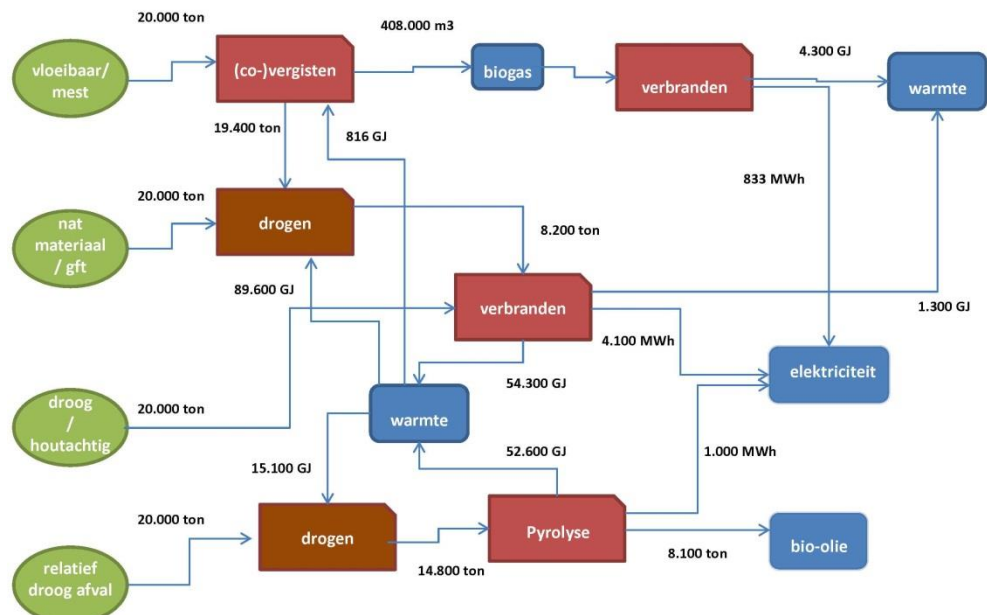 20.000 ton
408.000 m3
4.300 GJ
vloeibaar/
mest
(co-)vergisten
biogas
verbranden
warmte
19.400 ton
816 GJ
833 MWh
20.000 ton
nat
materiaal
/ gft
drogen
8.200 ton
89.600 GJ
verbranden
1.300 GJ
4.100 MWh
elektriciteit
54.300 GJ
droog
/
houtachtig
20.000 ton
warmte
52.600 GJ
1.000 MWh
15.100 GJ
20.000 ton
relatief
droog afval
drogen
14.800 ton
Pyrolyse
8.100 ton
bio-olie